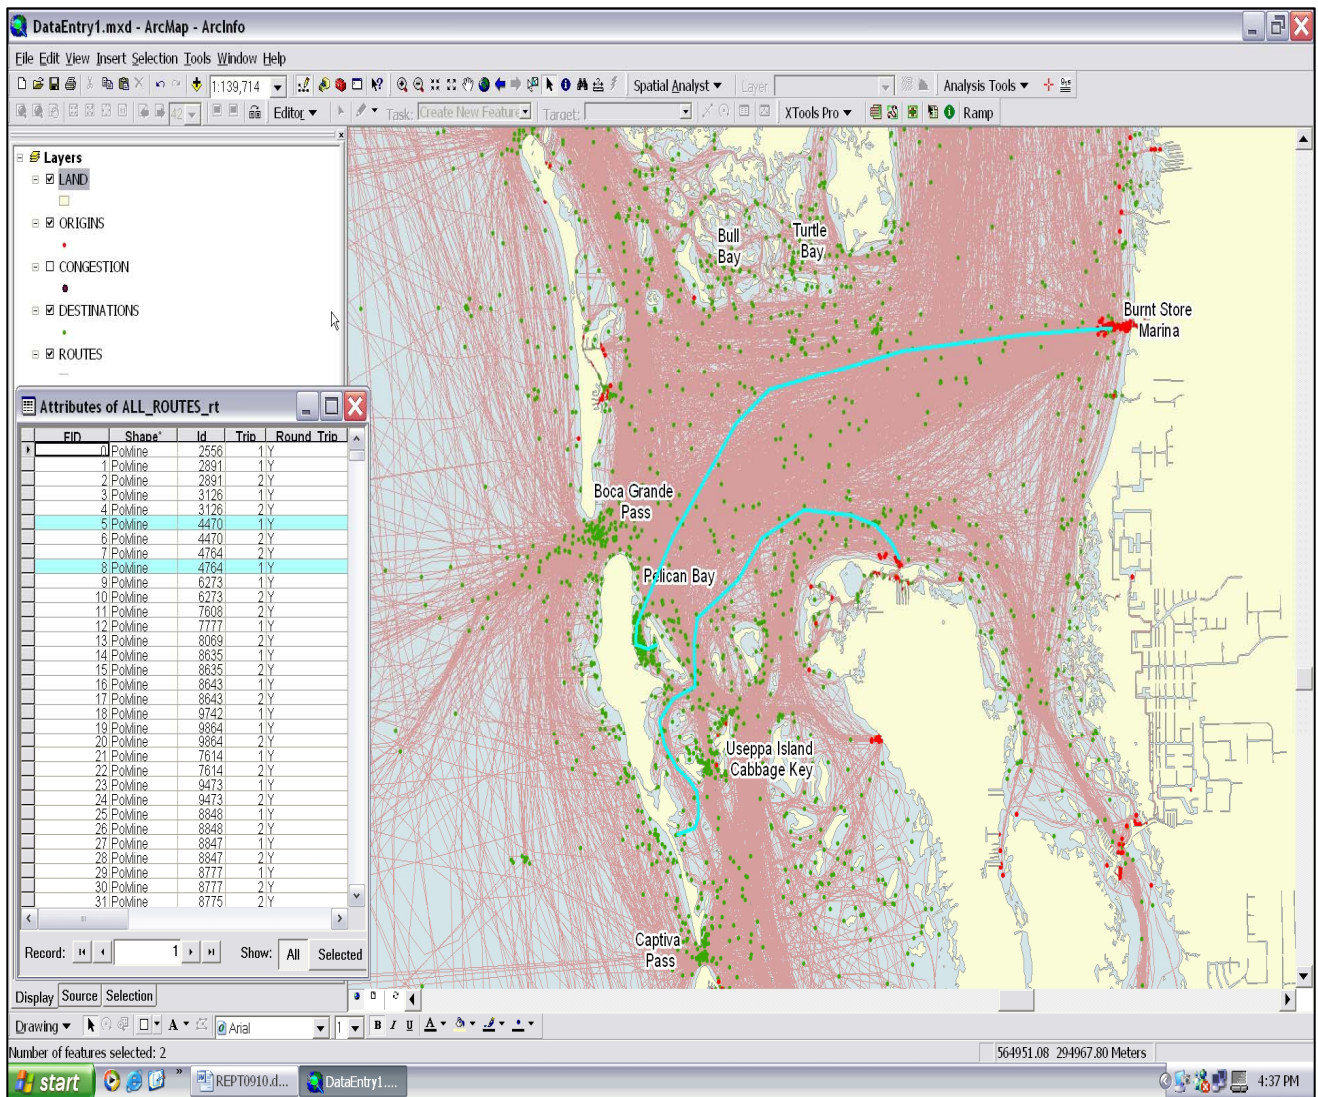 DataEntry1.mxd - ArcMap - ArcInfo
File Edit View Insert Selection Tools Window Help
1:139,714 Spatial Analyst Layer: Analysis Tools
42 Editor Task: Create New Feature Target: XTools Pro Ramp
Layers
LAND
ORIGINS
CONGESTION
DESTINATIONS
ROUTES
Attributes of ALL_ROUTES_rt
FID Shape* Id Trip Round_Trip
0 Polyline 2556 1 Y
1 Polyline 2891 1 Y
2 Polyline 2891 2 Y
3 Polyline 3126 1 Y
4 Polyline 3126 2 Y
5 Polyline 4470 1 Y
6 Polyline 4470 2 Y
7 Polyline 4764 2 Y
8 Polyline 4764 1 Y
9 Polyline 6273 1 Y
10 Polyline 6273 2 Y
11 Polyline 7608 2 Y
12 Polyline 7777 1 Y
13 Polyline 8069 2 Y
14 Polyline 8635 1 Y
15 Polyline 8635 2 Y
16 Polyline 8643 1 Y
17 Polyline 8643 2 Y
18 Polyline 9742 1 Y
19 Polyline 9864 1 Y
20 Polyline 9864 2 Y
21 Polyline 7614 1 Y
22 Polyline 7614 2 Y
23 Polyline 9473 1 Y
24 Polyline 9473 2 Y
25 Polyline 8848 1 Y
26 Polyline 8848 2 Y
27 Polyline 8847 1 Y
28 Polyline 8847 2 Y
29 Polyline 8777 1 Y
30 Polyline 8777 2 Y
31 Polyline 8775 2 Y
Record: 1 Show: All Selected
Display Source Selection
Bull
Bay
Turtle
Bay
Burnt Store
Marina
Boca Grande
Pass
Pelican Bay
Useppa Island
Cabbage Key
Captiva
Pass
Drawing A Arial 1 B I U A
Number of features selected: 2
564951.08 294967.80 Meters
start REPT0910.d... DataEntry1.... 4:37 PM